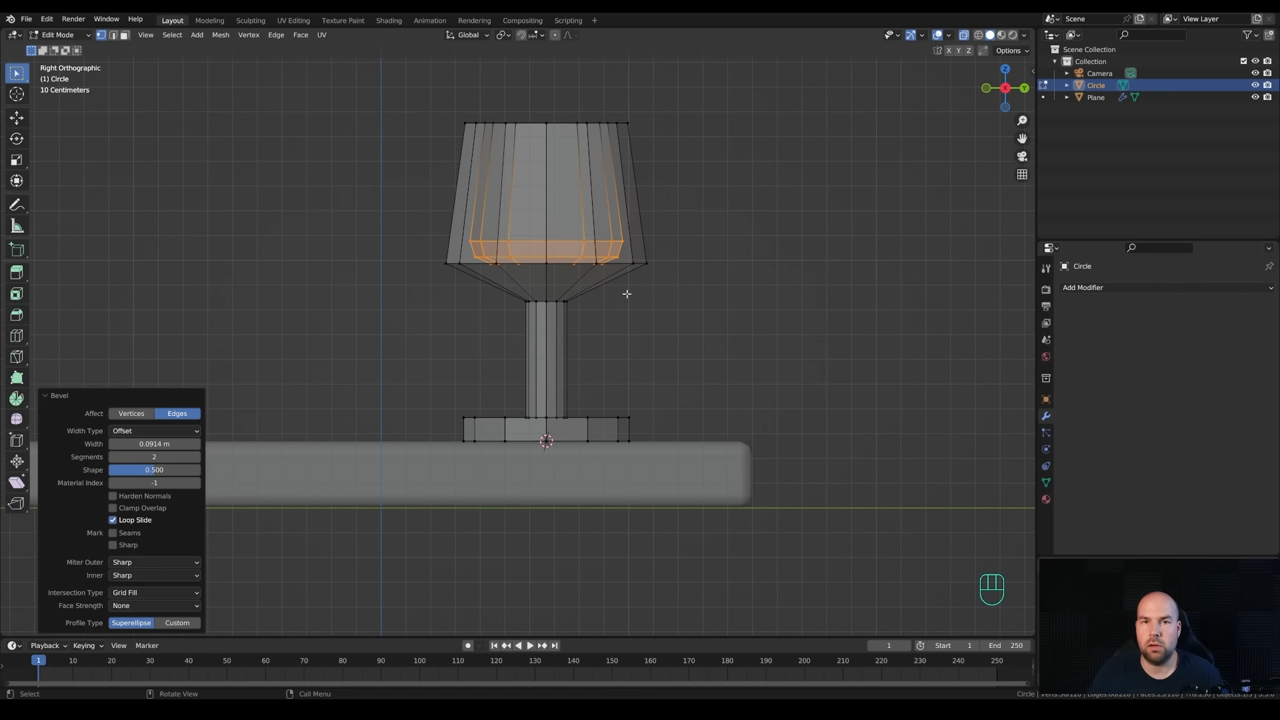 File Edit Render Window Help Layout Modeling Sculpting UV Editing Texture Paint Shading Animation Rendering Compositing Scripting + Scene View Layer
Edit Mode View Select Add Mesh Vertex Edge Face UV Global
X Y Z Options
Right Orthographic
(1) Circle
10 Centimeters
Z
X
Y
Scene Collection
Collection
Camera
Circle
Plane
Circle
Add Modifier
Bevel
Affect Vertices Edges
Width Type Offset
Width 0.0914 m
Segments 2
Shape 0.500
Material Index -1
Harden Normals
Clamp Overlap
Loop Slide
Mark Seams
Sharp
Miter Outer Sharp
Inner Sharp
Intersection Type Grid Fill
Face Strength None
Profile Type Superellipse Custom
Playback Keying View Marker 1 Start 1 End 250
1 10 20 30 40 50 60 70 80 90 100 110 120 130 140 150 160 170 180 190 200 210 220 230 240 250
Select Rotate View Call Menu Circle